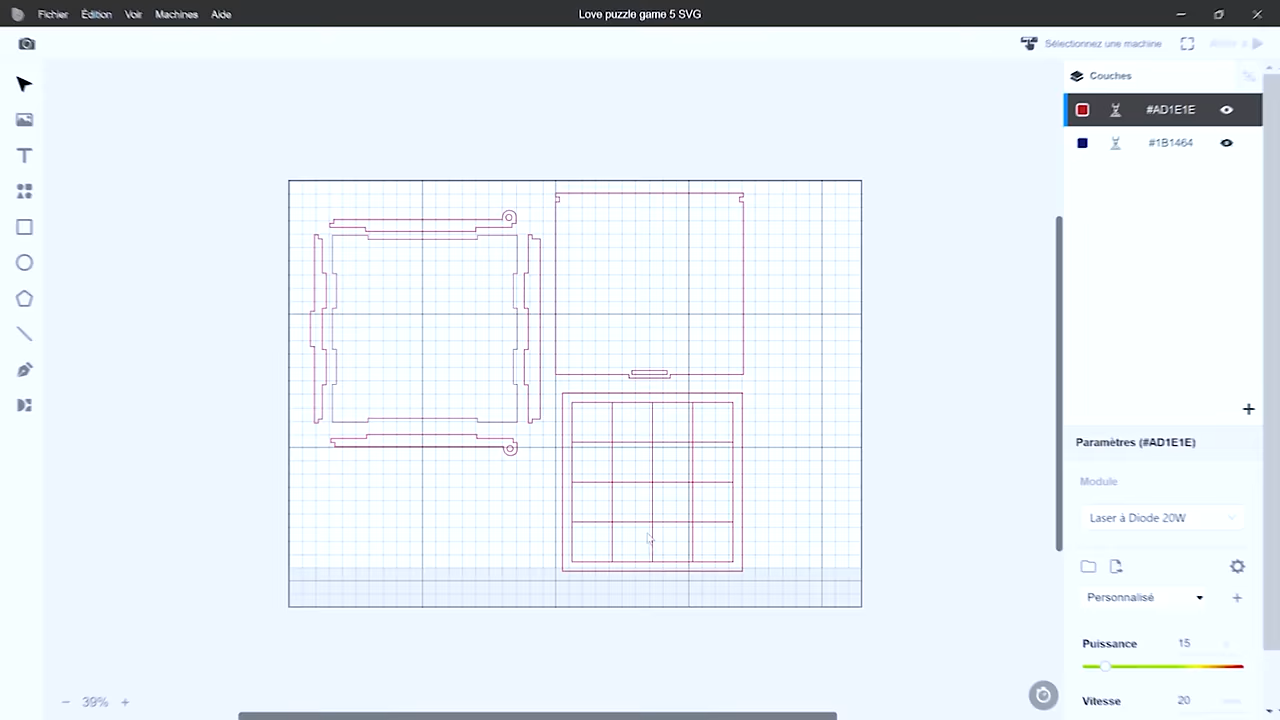 Fichier Édition Voir Machines Aide Love puzzle game 5 SVG
Sélectionnez une machine
Couches
#AD1E1E
#1B1464
Paramètres (#AD1E1E)
Module
Laser à Diode 20W
Personnalisé
Puissance 15
Vitesse 20
39%